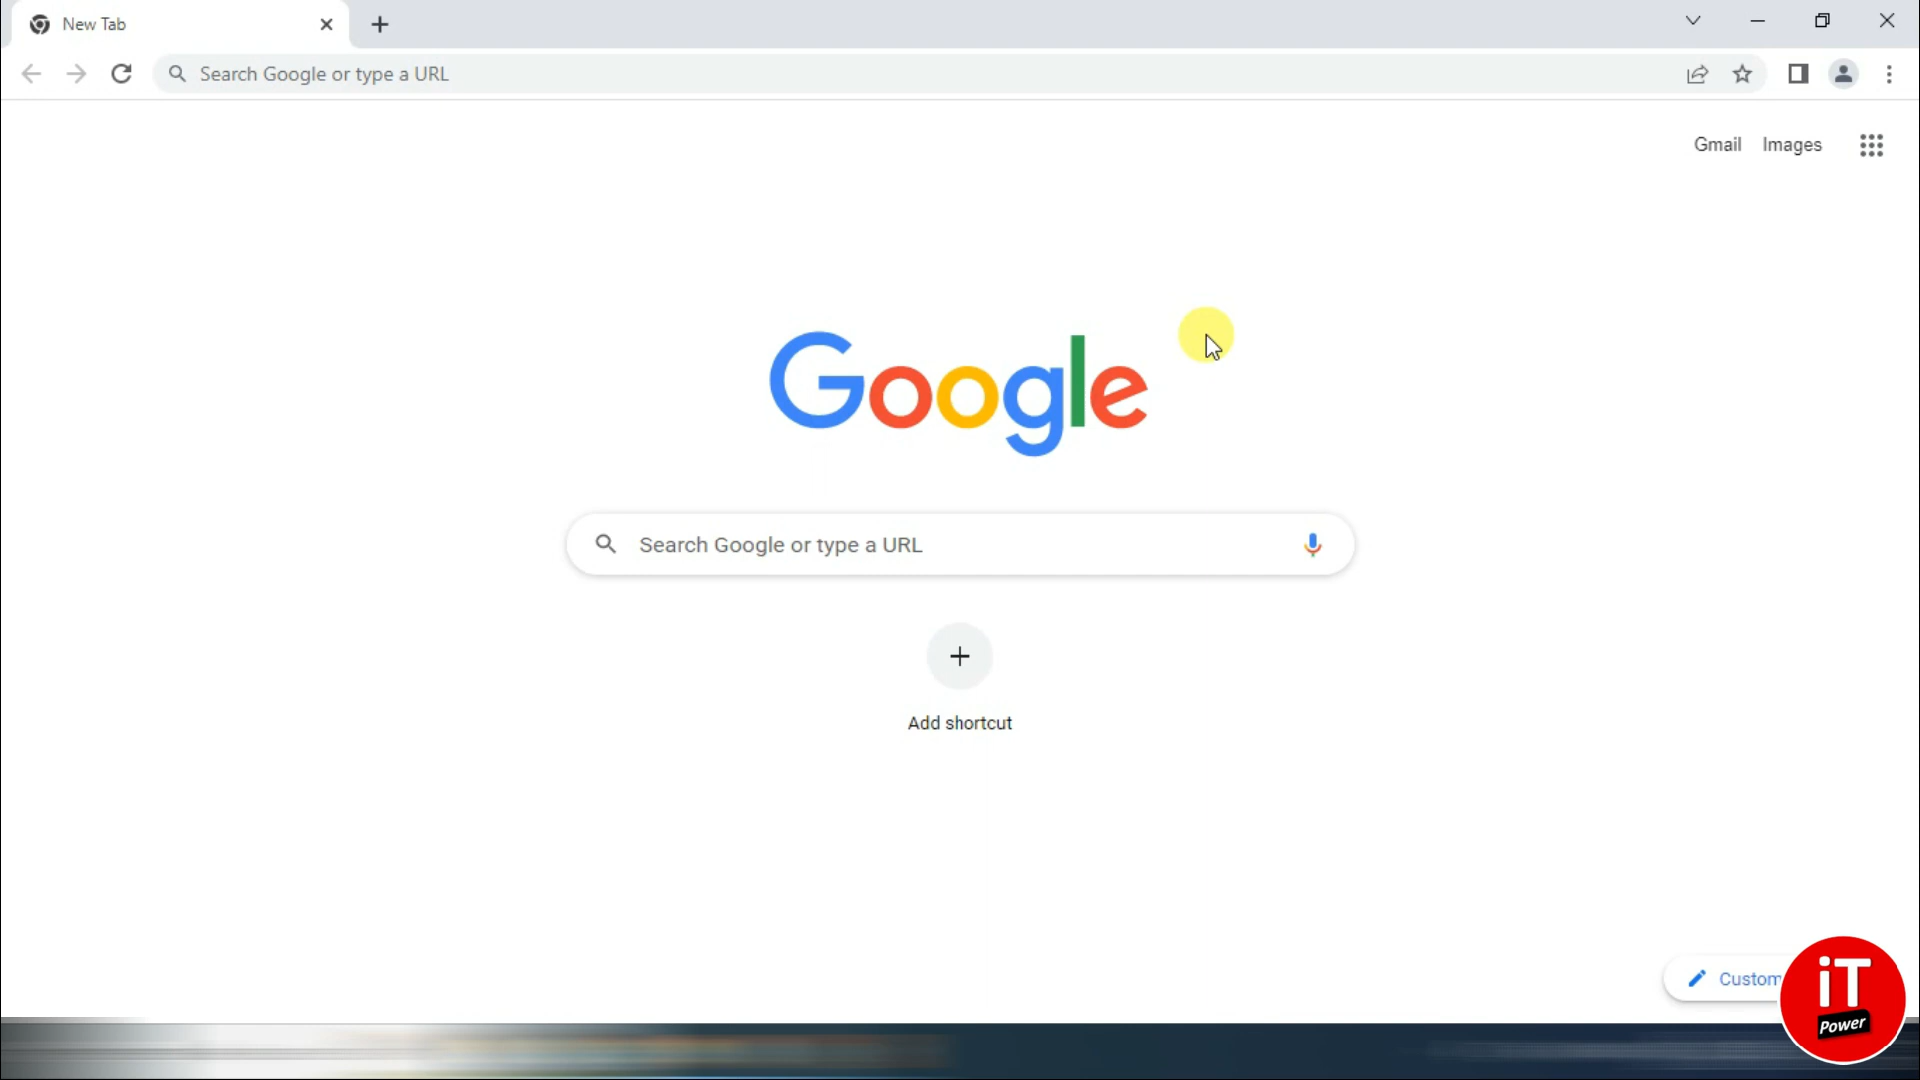 New Tab
Search Google or type a URL
Gmail Images
Google
Search Google or type a URL
Add shortcut
Custom
iT
Power